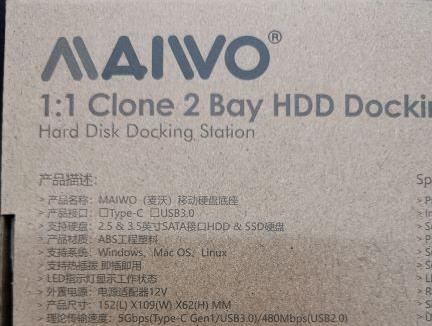 MAIWO®
1:1 Clone 2 Bay HDD Dockin
Hard Disk Docking Station
产品描述：
> 产品名称：MAIWO（麦沃）移动硬盘底座
> 产品接口：☐Type-C ☐USB3.0
> 支持硬盘：2.5 & 3.5英寸SATA接口HDD & SSD硬盘
> 产品材质：ABS工程塑料
> 支持系统：Windows、Mac OS、Linux
> 支持热插拔 即插即用
> LED指示灯显示工作状态
> 外置电源：电源适配器12V
> 产品尺寸：152(L) X109(W) X62(H) MM
> 理论传输速度：5Gbps(Type-C Gen1/USB3.0)/480Mbps(USB2.0)
Sp